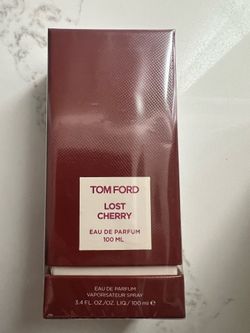 TOM FORD
LOST
CHERRY
EAU DE PARFUM
100 ML
EAU DE PARFUM
VAPORISATEUR SPRAY
3.4 FL.OZ./OZ. LIQ / 100 ml ℮